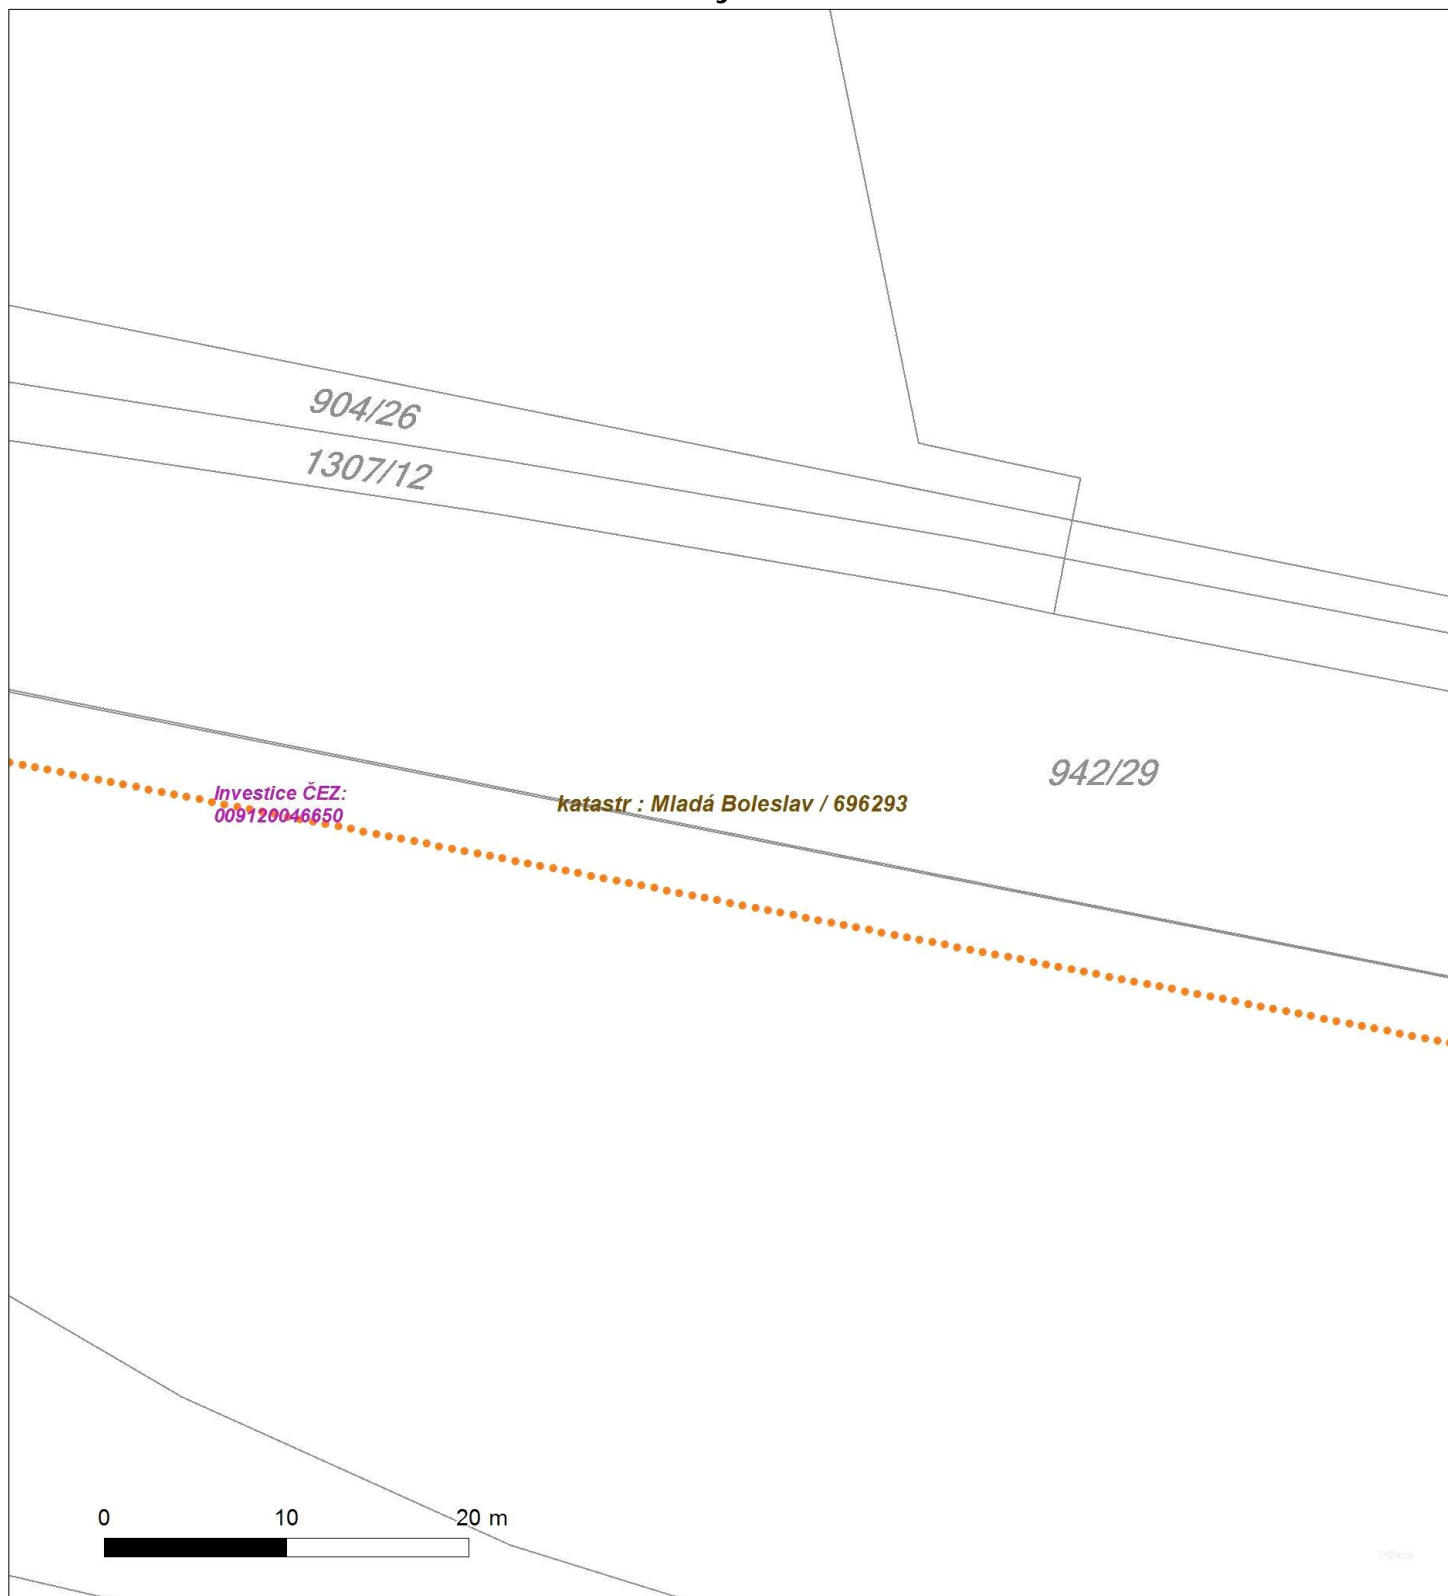 904/26
1307/12
942/29
Investice ČEZ:
009120046650
katastr : Mladá Boleslav / 696293
0 10 20 m